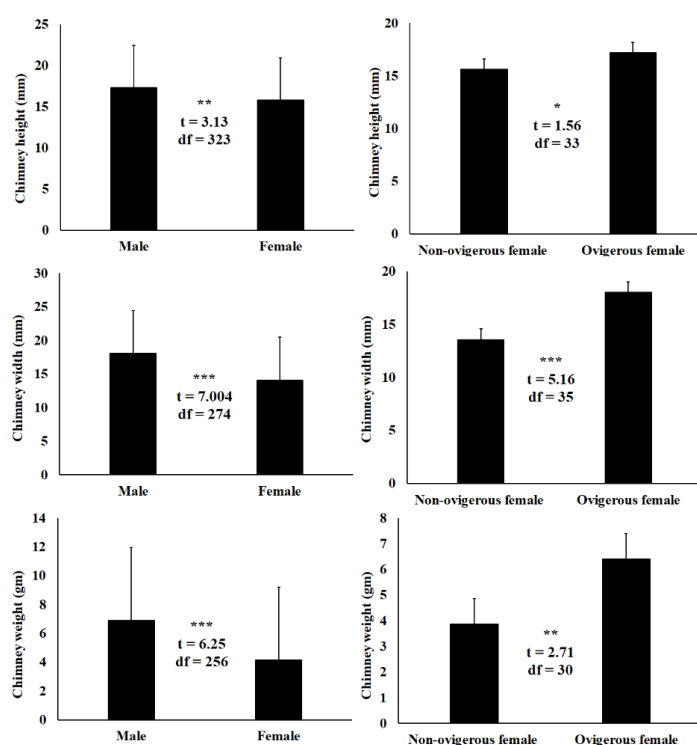 Chimney height (mm)
25
20
15
10
5
0
**
t = 3.13
df = 323
Male
Female
Chimney height (mm)
20
15
10
5
0
*
t = 1.56
df = 33
Non-ovigerous female
Ovigerous female
Chimney width (mm)
30
25
20
15
10
5
0
***
t = 7.004
df = 274
Male
Female
Chimney width (mm)
20
15
10
5
0
***
t = 5.16
df = 35
Non-ovigerous female
Ovigerous female
Chimney weight (gm)
14
12
10
8
6
4
2
0
***
t = 6.25
df = 256
Male
Female
Chimney weight (gm)
8
7
6
5
4
3
2
1
0
**
t = 2.71
df = 30
Non-ovigerous female
Ovigerous female